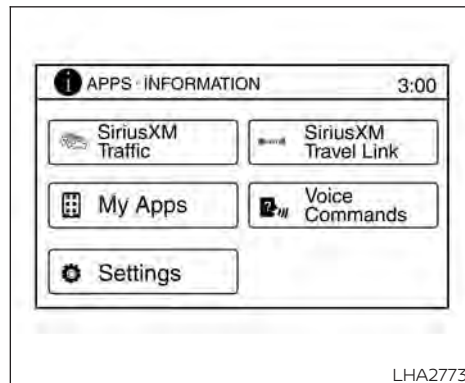 i APPS · INFORMATION 3:00
SiriusXM
Traffic
SiriusXM
Travel Link
My Apps
Voice
Commands
Settings
LHA2773